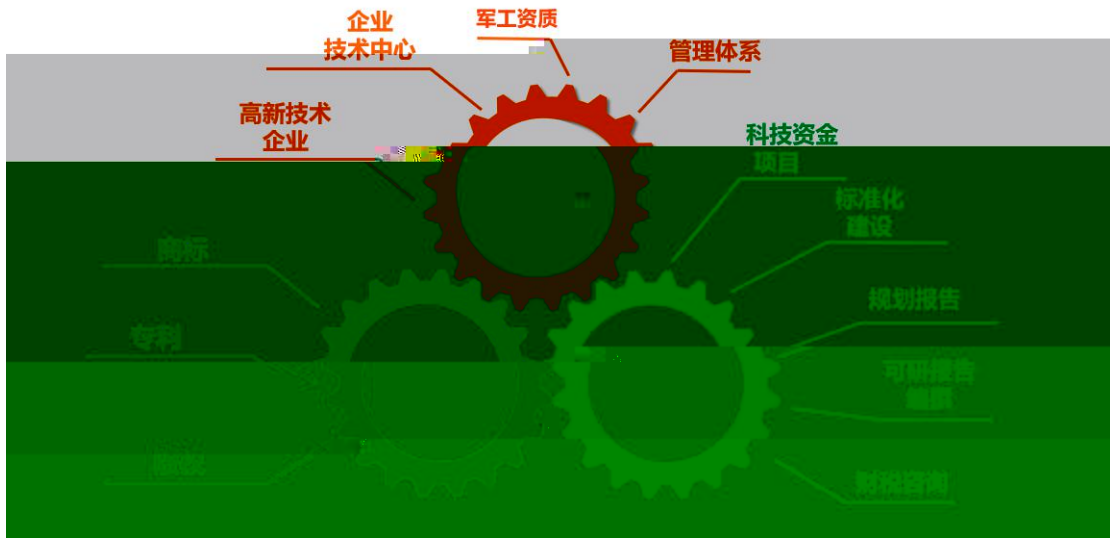 企业
技术中心
军工资质
管理体系
高新技术
企业
科技资金
项目
标准化
建设
商标
规划报告
专利
可研报告
财税咨询